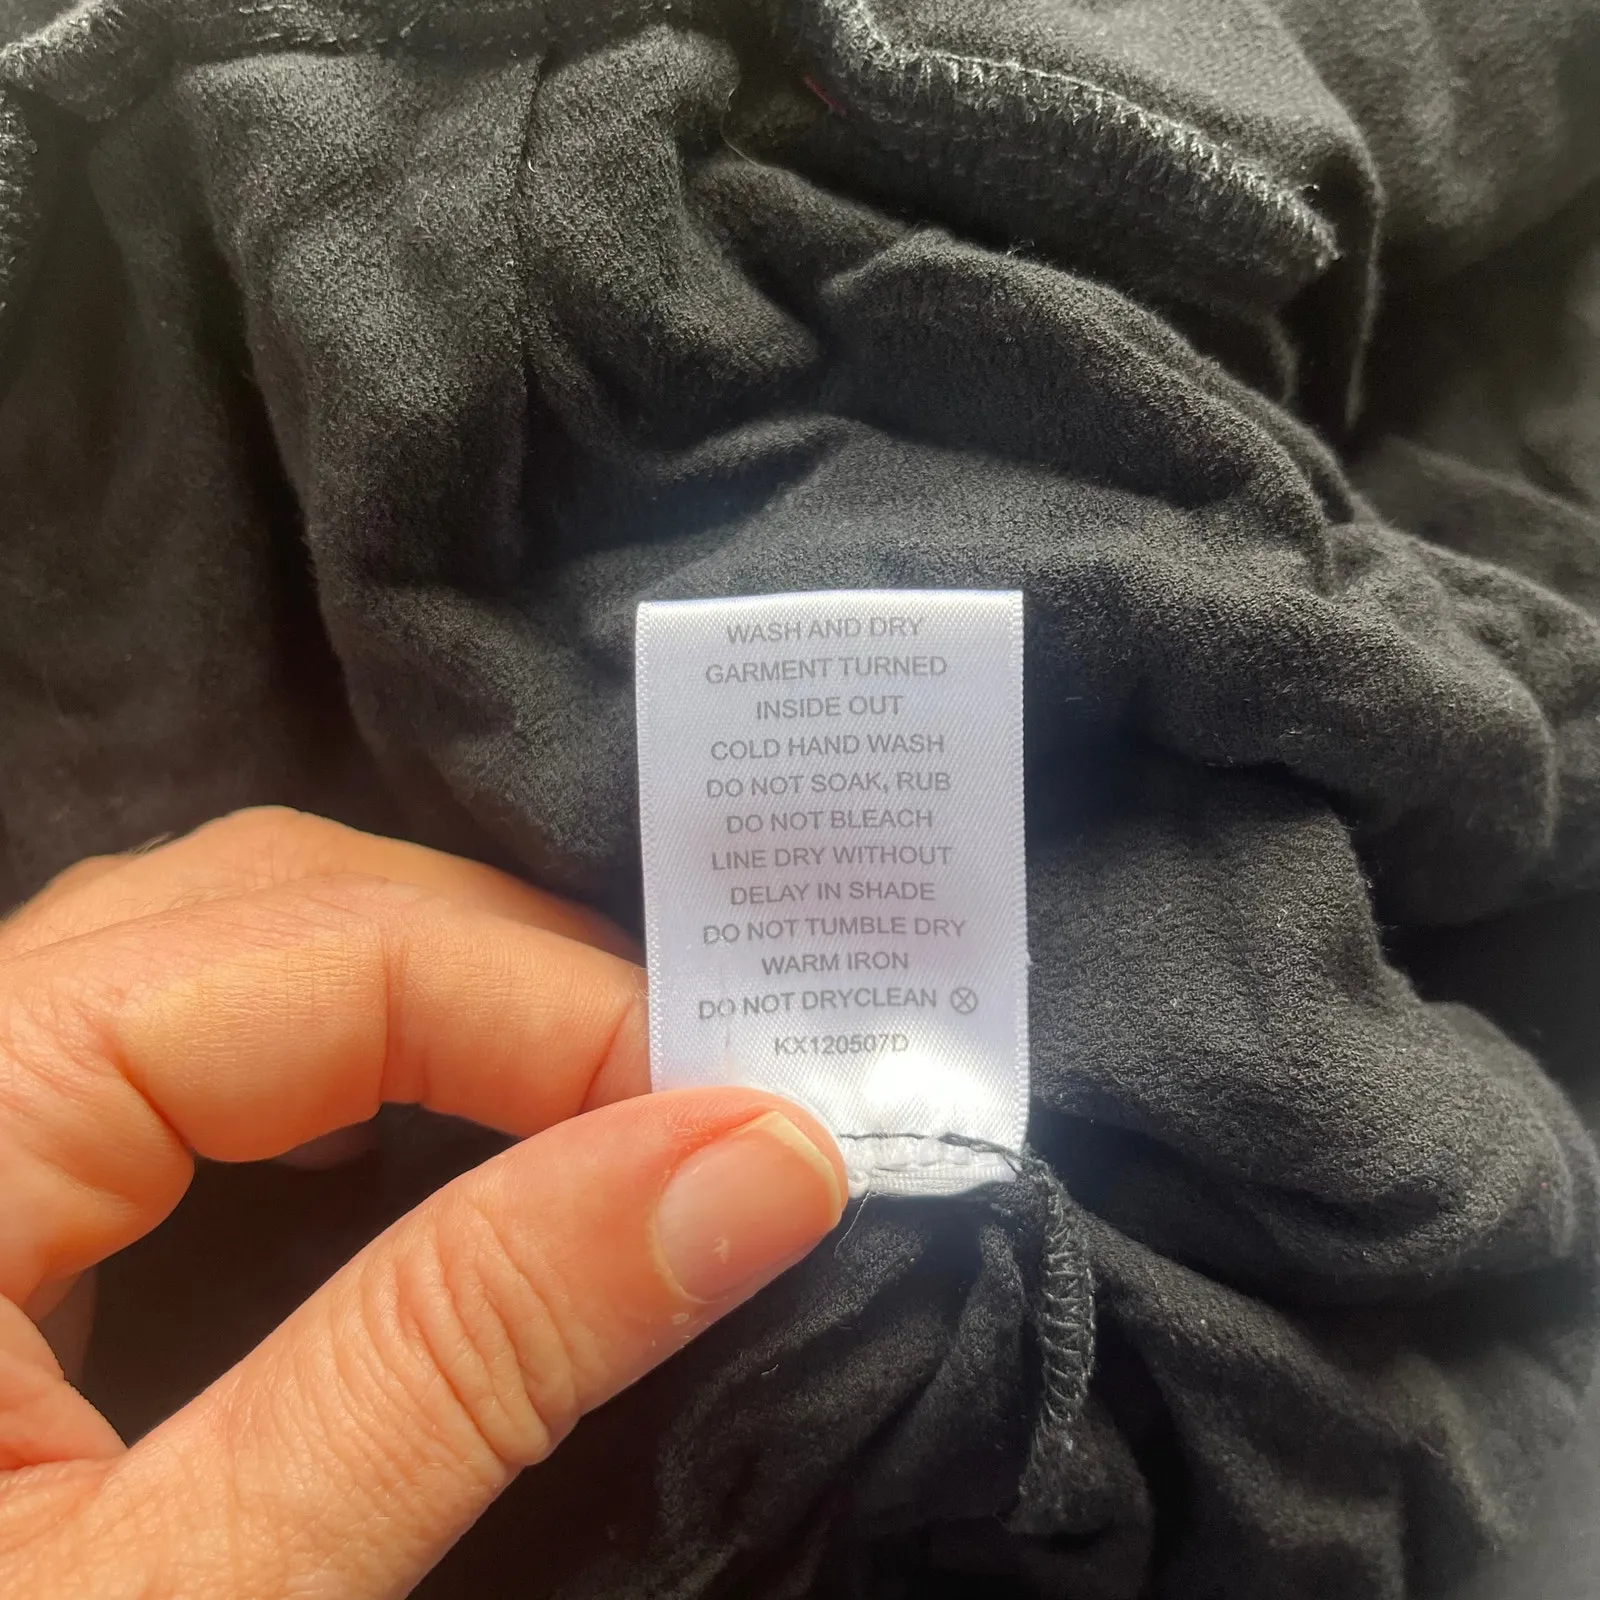 WASH AND DRY
GARMENT TURNED
INSIDE OUT
COLD HAND WASH
DO NOT SOAK, RUB
DO NOT BLEACH
LINE DRY WITHOUT
DELAY IN SHADE
DO NOT TUMBLE DRY
WARM IRON
DO NOT DRYCLEAN
KX120507D